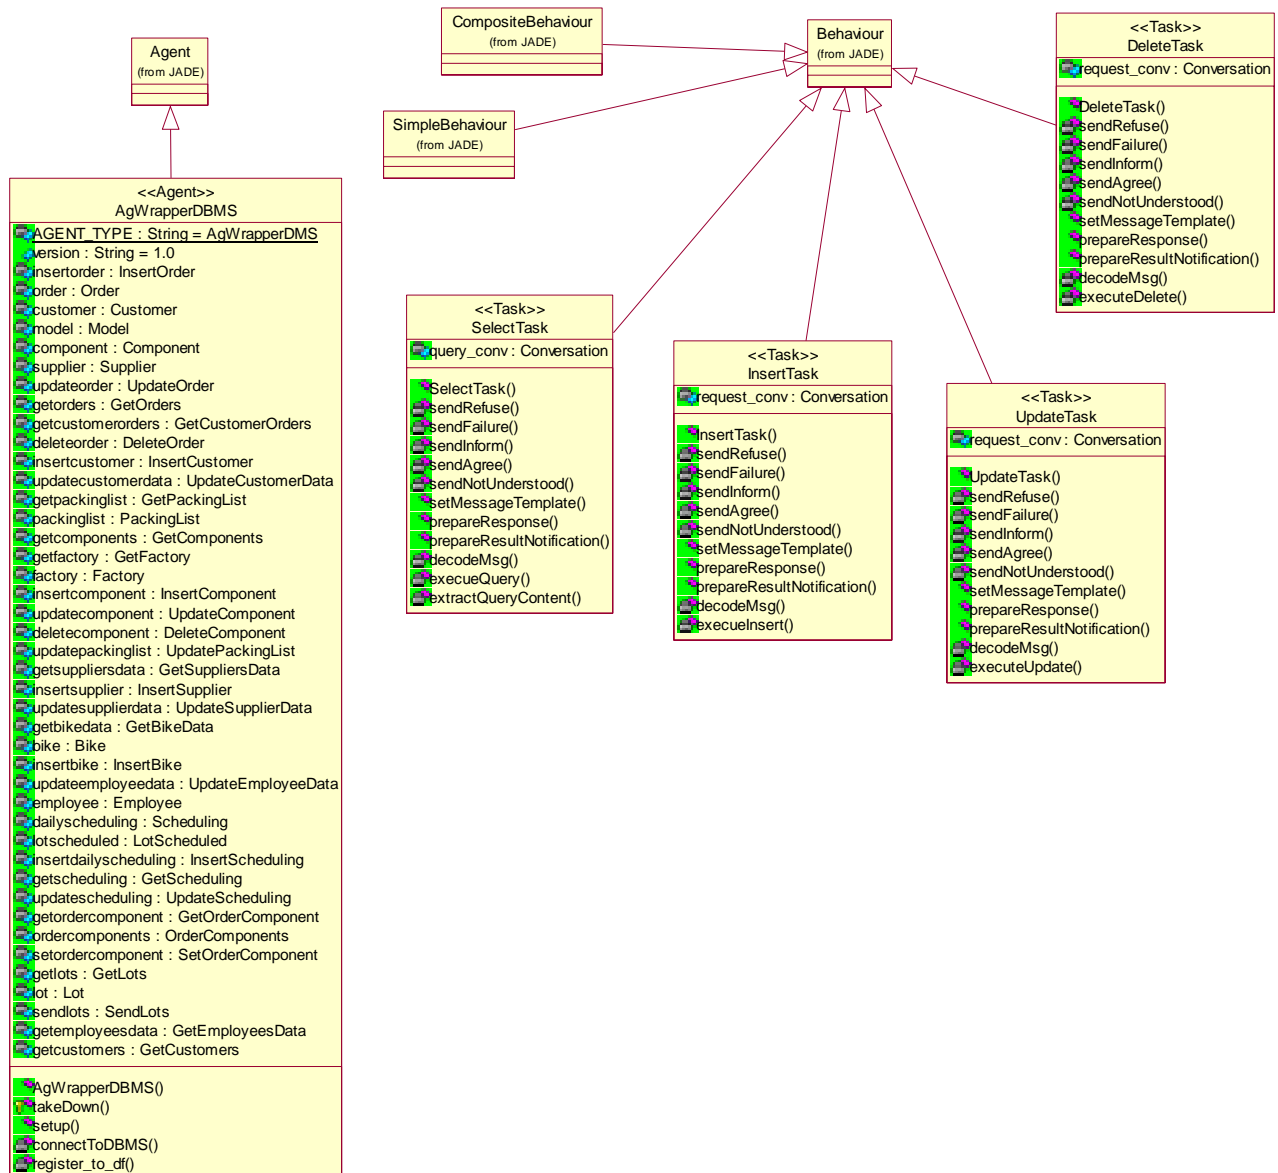 Agent
(from JADE)
<<Agent>>
AgWrapperDBMS
AGENT_TYPE : String = AgWrapperDMS
version : String = 1.0
insertorder : InsertOrder
order : Order
customer : Customer
model : Model
component : Component
supplier : Supplier
updateorder : UpdateOrder
getorders : GetOrders
getcustomerorders : GetCustomerOrders
deleteorder : DeleteOrder
insertcustomer : InsertCustomer
updatecustomerdata : UpdateCustomerData
getpackinglist : GetPackingList
packinglist : PackingList
getcomponents : GetComponents
getfactory : GetFactory
factory : Factory
insertcomponent : InsertComponent
updatecomponent : UpdateComponent
deletecomponent : DeleteComponent
updatepackinglist : UpdatePackingList
getsuppliersdata : GetSuppliersData
insertsupplier : InsertSupplier
updatesupplierdata : UpdateSupplierData
getbikedata : GetBikeData
bike : Bike
insertbike : InsertBike
updateemployeedata : UpdateEmployeeData
employee : Employee
dailyscheduling : Scheduling
lotscheduled : LotScheduled
insertdailyscheduling : InsertScheduling
getscheduling : GetScheduling
updatescheduling : UpdateScheduling
getordercomponent : GetOrderComponent
ordercomponents : OrderComponents
setordercomponent : SetOrderComponent
getlots : GetLots
lot : Lot
sendlots : SendLots
getemployeesdata : GetEmployeesData
getcustomers : GetCustomers
AgWrapperDBMS()
takeDown()
setup()
connectToDBMS()
register_to_df()
CompositeBehaviour
(from JADE)
SimpleBehaviour
(from JADE)
Behaviour
(from JADE)
<<Task>>
SelectTask
query_conv : Conversation
SelectTask()
sendRefuse()
sendFailure()
sendInform()
sendAgree()
sendNotUnderstood()
setMessageTemplate()
prepareResponse()
prepareResultNotification()
decodeMsg()
execueQuery()
extractQueryContent()
<<Task>>
InsertTask
request_conv : Conversation
InsertTask()
sendRefuse()
sendFailure()
sendInform()
sendAgree()
sendNotUnderstood()
setMessageTemplate()
prepareResponse()
prepareResultNotification()
decodeMsg()
execueInsert()
<<Task>>
UpdateTask
request_conv : Conversation
UpdateTask()
sendRefuse()
sendFailure()
sendInform()
sendAgree()
sendNotUnderstood()
setMessageTemplate()
prepareResponse()
prepareResultNotification()
decodeMsg()
executeUpdate()
<<Task>>
DeleteTask
request_conv : Conversation
DeleteTask()
sendRefuse()
sendFailure()
sendInform()
sendAgree()
sendNotUnderstood()
setMessageTemplate()
prepareResponse()
prepareResultNotification()
decodeMsg()
executeDelete()